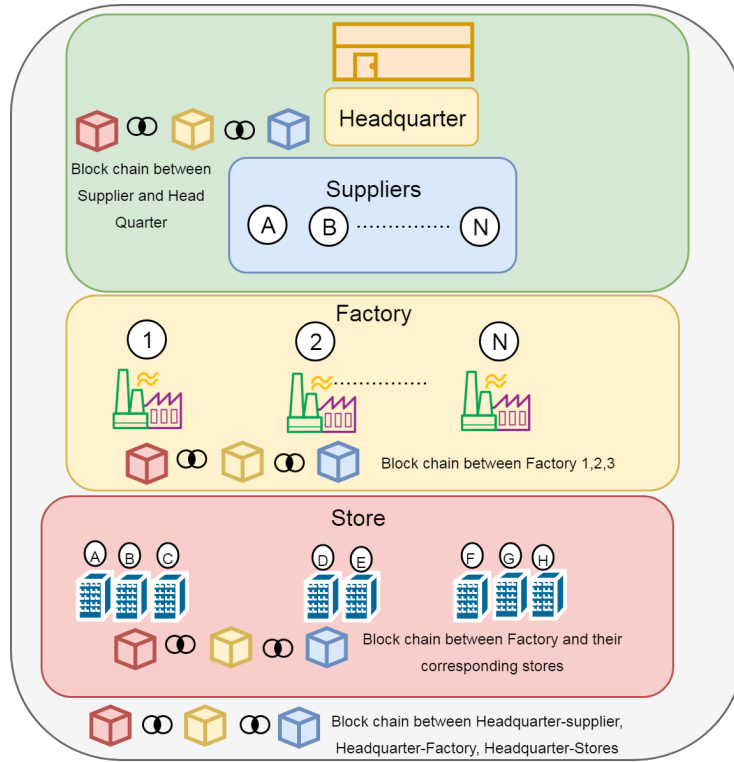 Headquarter
Block chain between
Supplier and Head
Quarter
Suppliers
A B .............. N
Factory
1 2 N
..............
Block chain between Factory 1,2,3
Store
A B C D E F G H
Block chain between Factory and their
corresponding stores
Block chain between Headquarter-supplier,
Headquarter-Factory, Headquarter-Stores